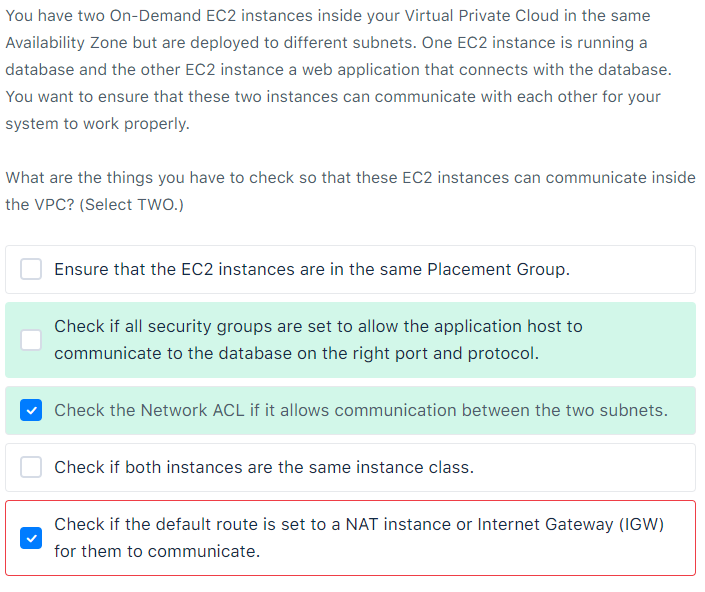 You have two On-Demand EC2 instances inside your Virtual Private Cloud in the same
Availability Zone but are deployed to different subnets. One EC2 instance is running a
database and the other EC2 instance a web application that connects with the database.
You want to ensure that these two instances can communicate with each other for your
system to work properly.
What are the things you have to check so that these EC2 instances can communicate inside
the VPC? (Select TWO.)
Ensure that the EC2 instances are in the same Placement Group.
Check if all security groups are set to allow the application host to
communicate to the database on the right port and protocol.
Check the Network ACL if it allows communication between the two subnets.
Check if both instances are the same instance class.
Check if the default route is set to a NAT instance or Internet Gateway (IGW)
for them to communicate.